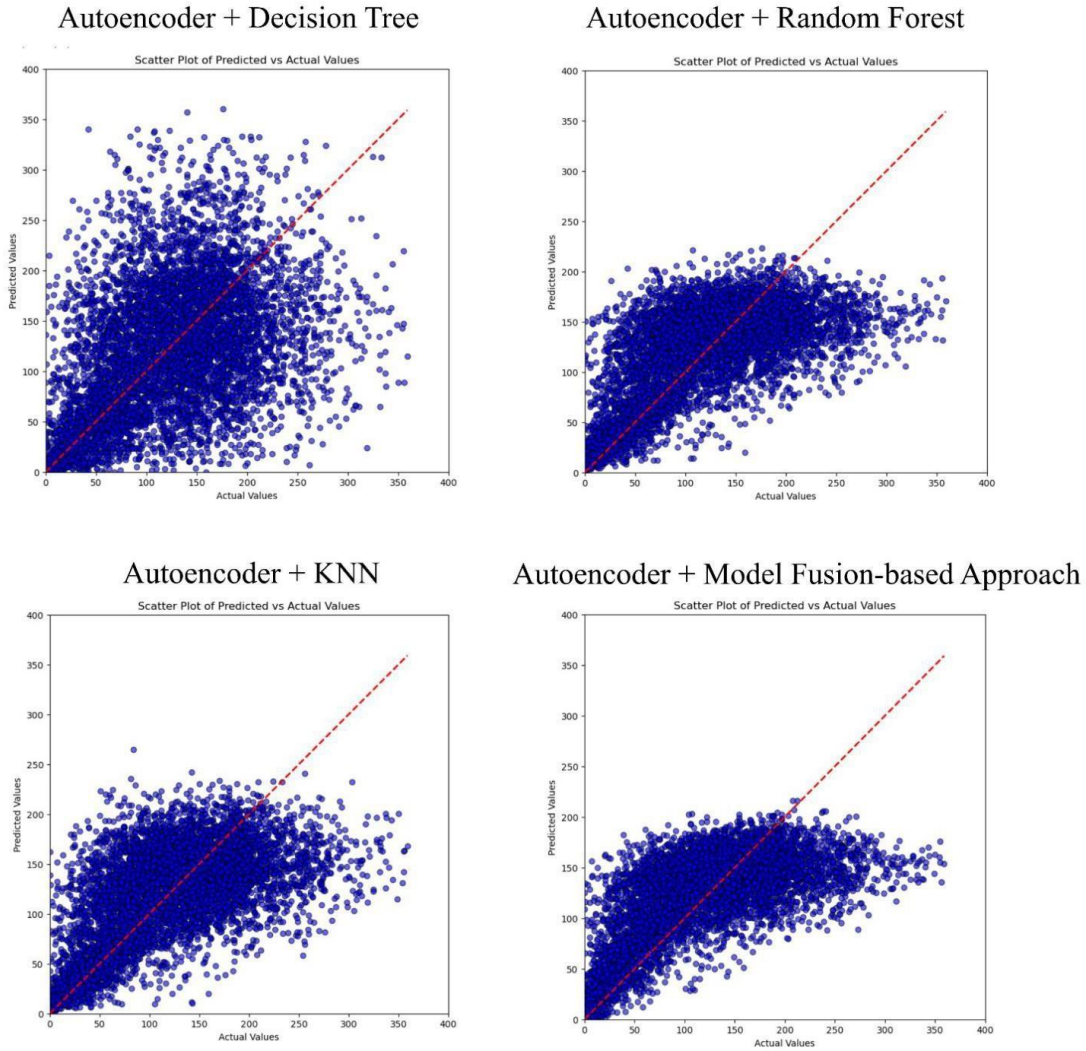 Autoencoder + Decision Tree
Scatter Plot of Predicted vs Actual Values
400
350
300
250
200
150
100
50
0
Predicted Values
0 50 100 150 200 250 300 350 400
Actual Values
Autoencoder + Random Forest
Scatter Plot of Predicted vs Actual Values
400
350
300
250
200
150
100
50
0
Predicted Values
0 50 100 150 200 250 300 350 400
Actual Values
Autoencoder + KNN
Scatter Plot of Predicted vs Actual Values
400
350
300
250
200
150
100
50
0
Predicted Values
0 50 100 150 200 250 300 350 400
Actual Values
Autoencoder + Model Fusion-based Approach
Scatter Plot of Predicted vs Actual Values
400
350
300
250
200
150
100
50
0
Predicted Values
0 50 100 150 200 250 300 350 400
Actual Values